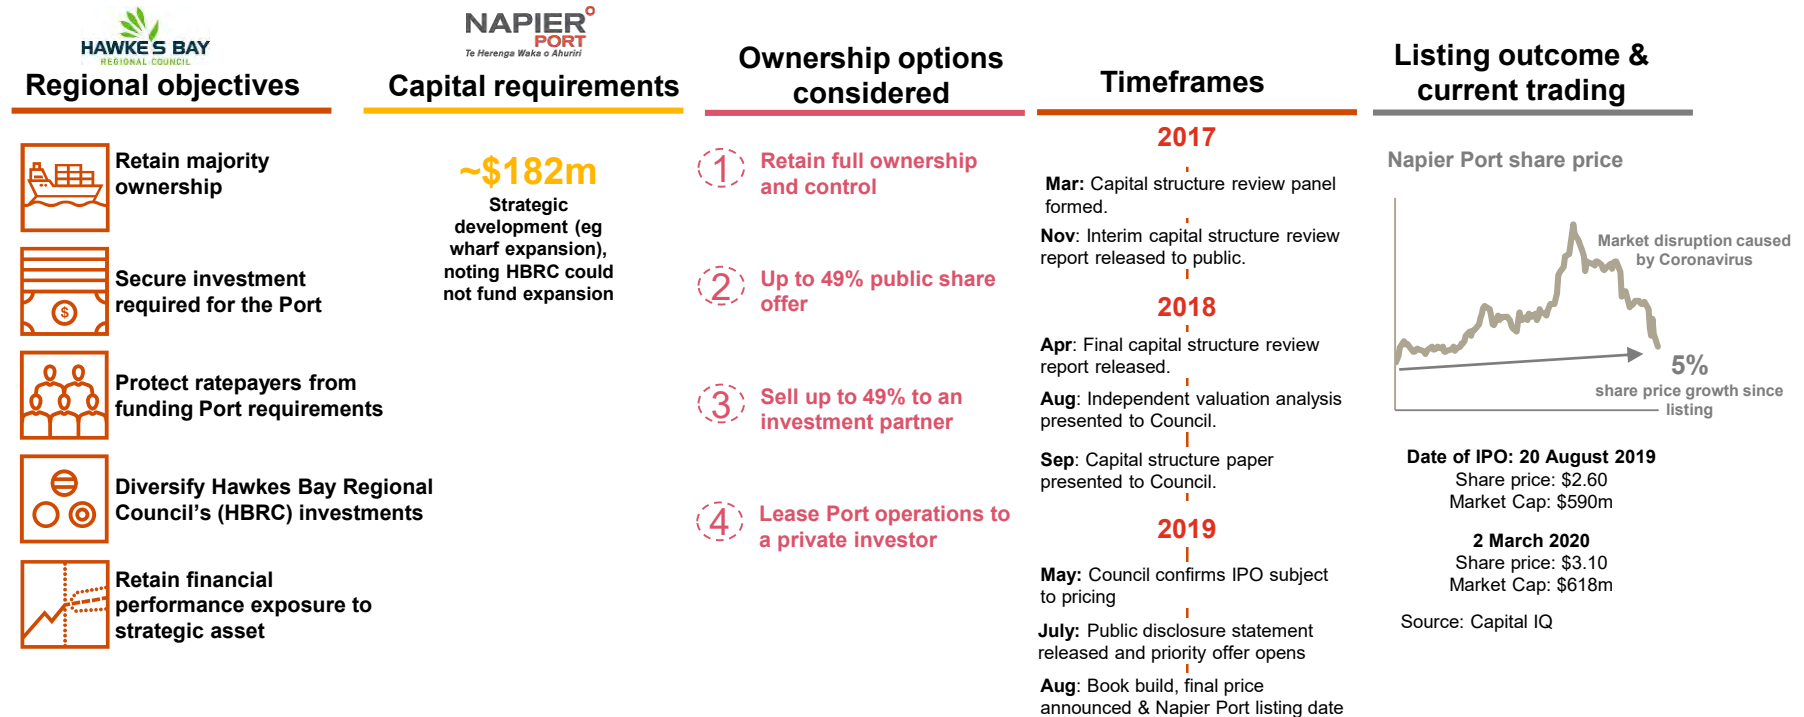 HAWKE'S BAY
REGIONAL COUNCIL
Regional objectives
Retain majority
ownership
$
Secure investment
required for the Port
Protect ratepayers from
funding Port requirements
Diversify Hawkes Bay Regional
Council's (HBRC) investments
Retain financial
performance exposure to
strategic asset
NAPIER
PORT
Te Herenga Waka o Ahuriri
Capital requirements
~$182m
Strategic
development (eg
wharf expansion),
noting HBRC could
not fund expansion
Ownership options
considered
1
Retain full ownership
and control
2
Up to 49% public share
offer
3
Sell up to 49% to an
investment partner
4
Lease Port operations to
a private investor
Timeframes
2017
Mar: Capital structure review panel
formed.
Nov: Interim capital structure review
report released to public.
2018
Apr: Final capital structure review
report released.
Aug: Independent valuation analysis
presented to Council.
Sep: Capital structure paper
presented to Council.
2019
May: Council confirms IPO subject
to pricing
July: Public disclosure statement
released and priority offer opens
Aug: Book build, final price
announced & Napier Port listing date
Listing outcome &
current trading
Napier Port share price
Market disruption caused
by Coronavirus
5%
share price growth since
listing
Date of IPO: 20 August 2019
Share price: $2.60
Market Cap: $590m
2 March 2020
Share price: $3.10
Market Cap: $618m
Source: Capital IQ